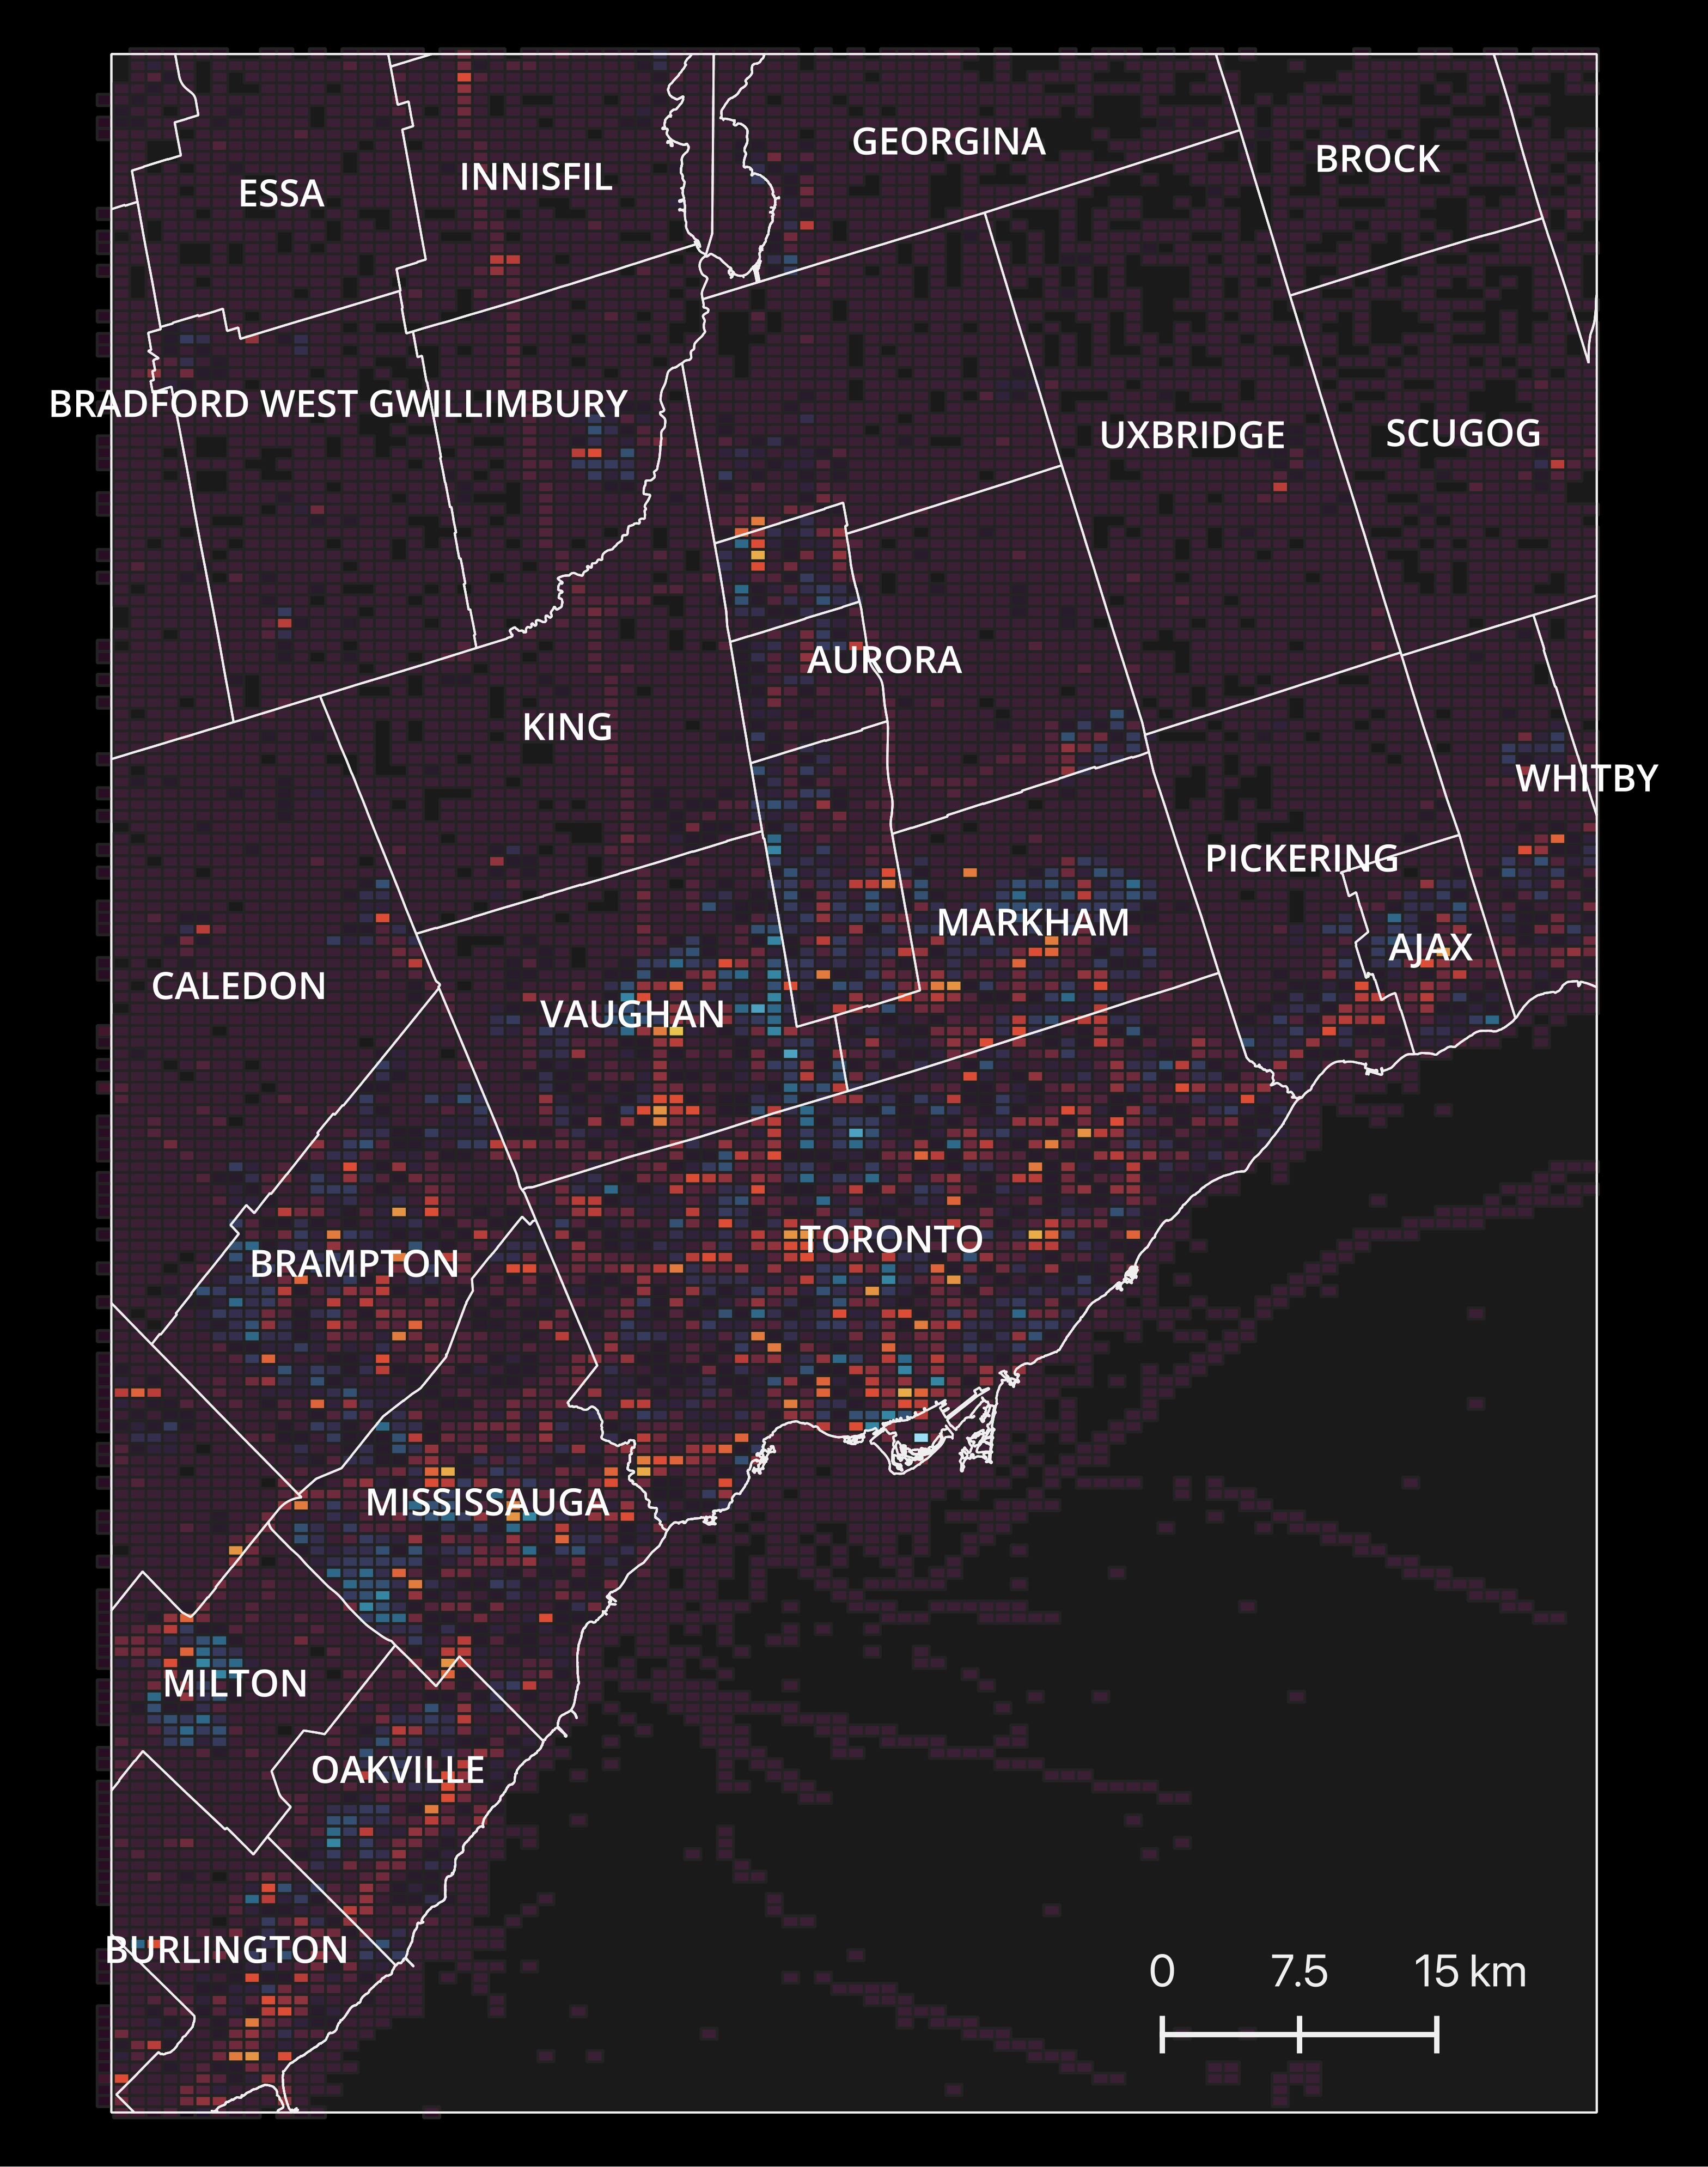 GEORGINA
BROCK
INNISFIL
ESSA
BRADFORD WEST GWILLIMBURY
UXBRIDGE
SCUGOG
AURORA
KING
WHITBY
PICKERING
MARKHAM
AJAX
CALEDON
VAUGHAN
TORONTO
BRAMPTON
MISSISSAUGA
MILTON
OAKVILLE
BURLINGTON
0 7.5 15 km